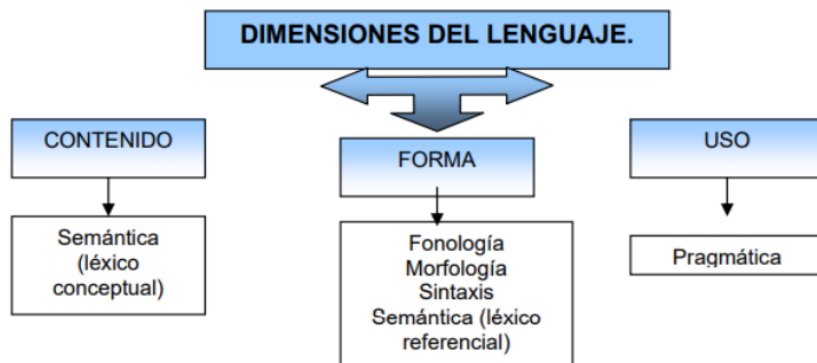 DIMENSIONES DEL LENGUAJE.
CONTENIDO
FORMA
USO
Semántica
(léxico
conceptual)
Fonología
Morfología
Sintaxis
Semántica (léxico
referencial)
Pragmática